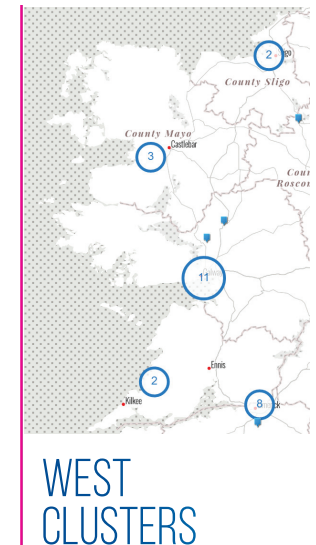 2
County Sligo
County Mayo
Castlebar
3
11
Ennis
2
Kilkee
8
WEST
CLUSTERS